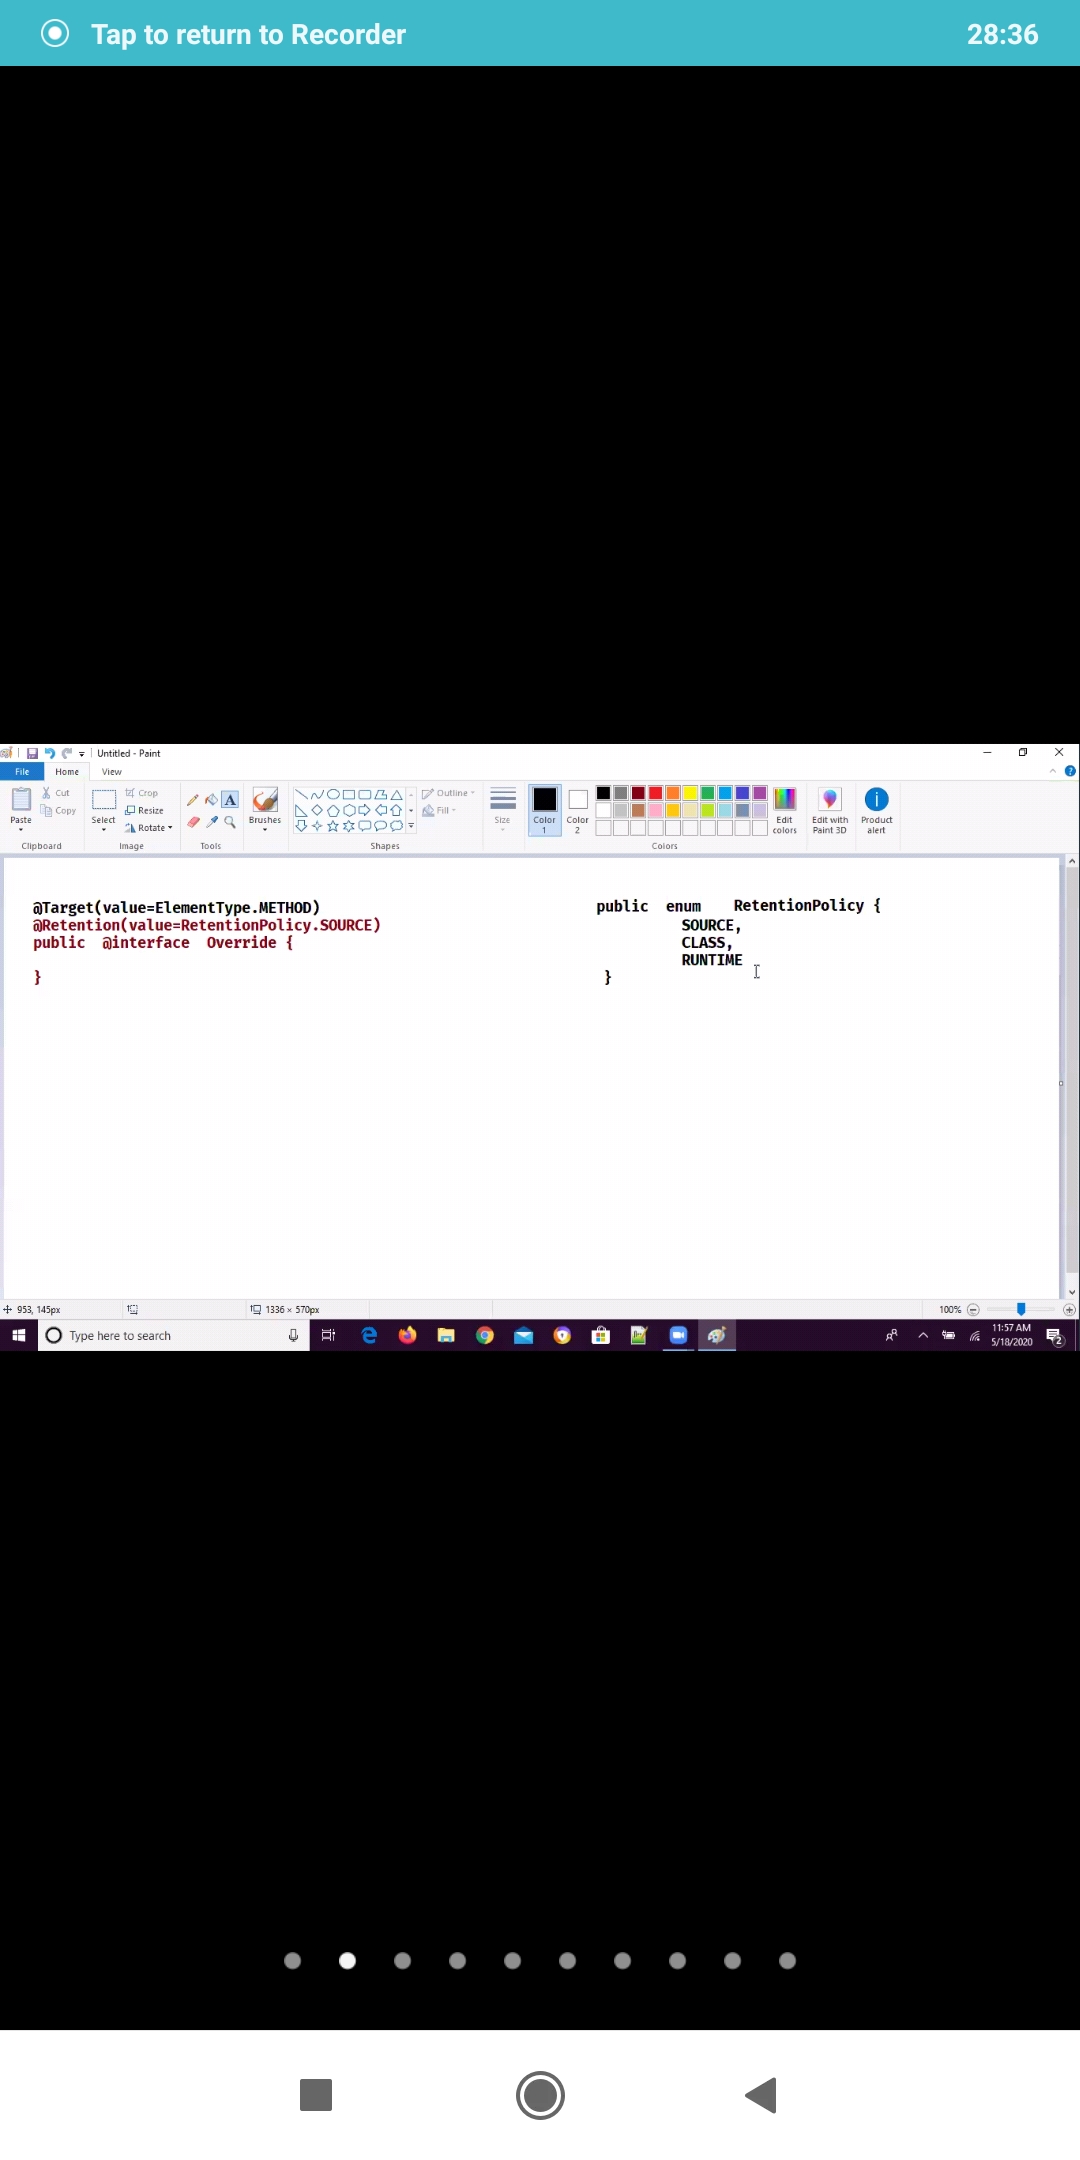 Tap to return to Recorder 28:36
Untitled - Paint
File Home View
Cut Crop Outline
Copy Resize Fill
Paste Select Rotate Brushes Size Color 1 Color 2 Edit colors Edit with Paint 3D Product alert
Clipboard Image Tools Shapes Colors
@Target(value=ElementType.METHOD)
@Retention(value=RetentionPolicy.SOURCE)
public @interface Override {
}
public enum RetentionPolicy {
SOURCE,
CLASS,
RUNTIME
}
953, 145px 1336 × 570px 100%
Type here to search 11:57 AM
5/18/2020 2